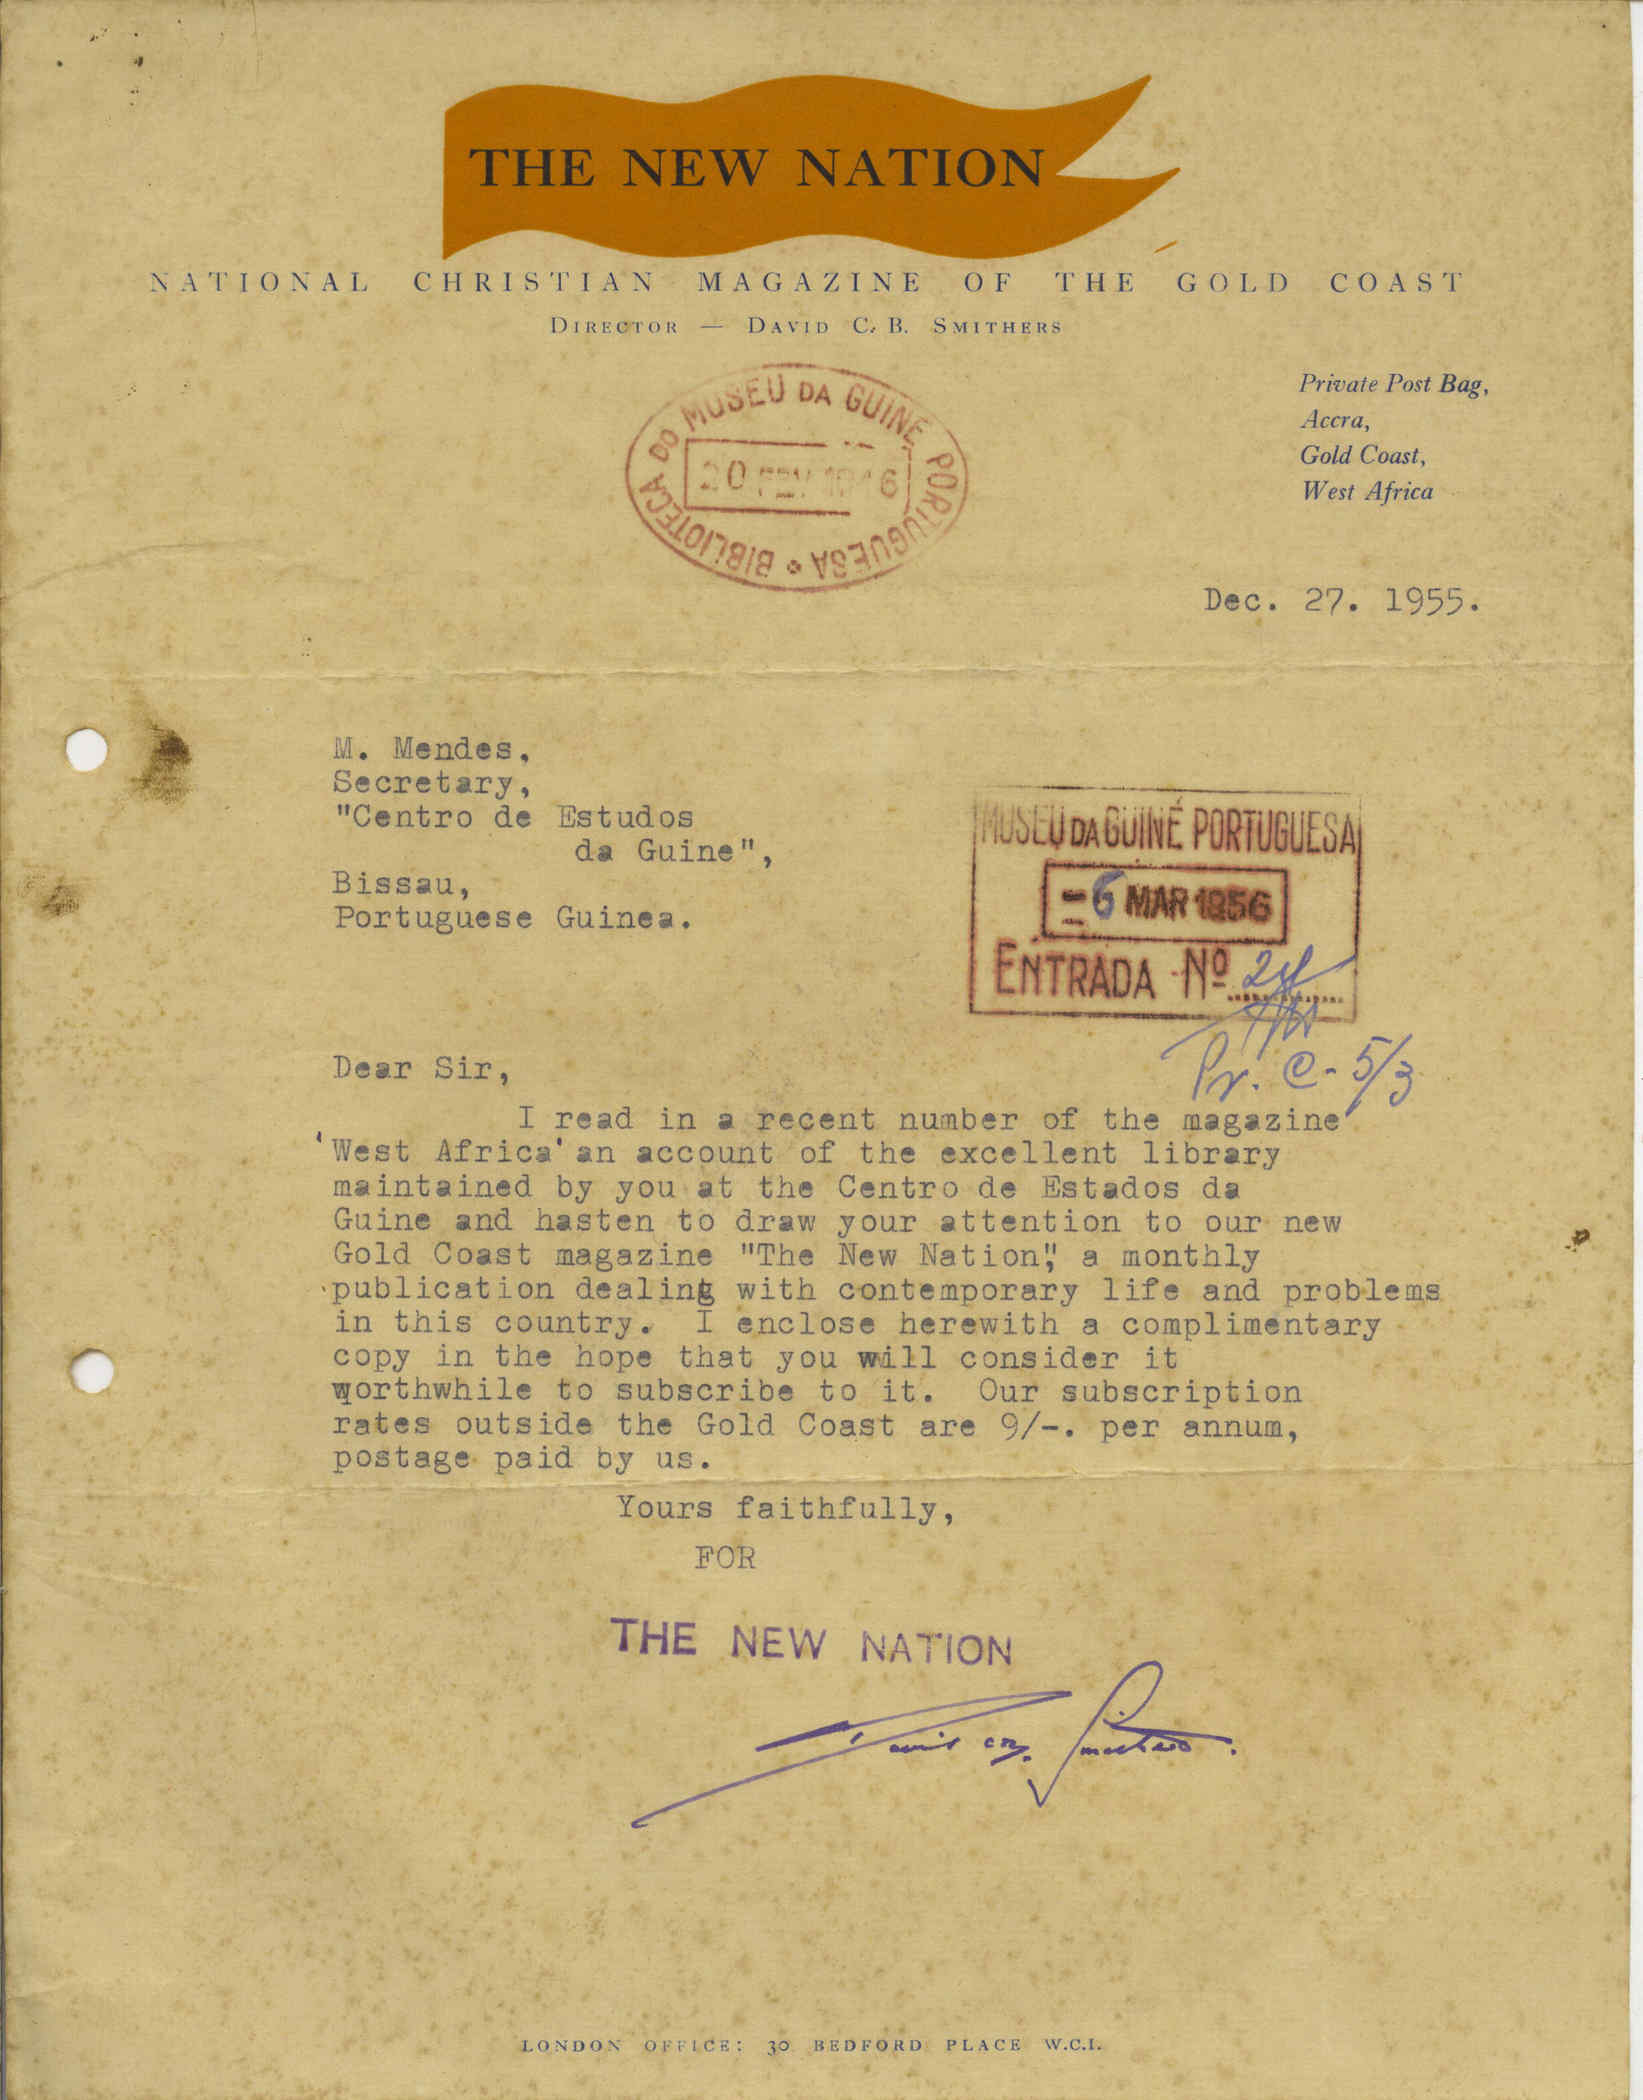 THE NEW NATION
NATIONAL CHRISTIAN MAGAZINE OF THE GOLD COAST
DIRECTOR — DAVID C. B. SMITHERS
Private Post Bag,
Accra,
Gold Coast,
West Africa
BIBLIOTECA DO MUSEU DA GUINÉ PORTUGUESA
20 FEV
Dec. 27. 1955.
M. Mendes,
Secretary,
"Centro de Estudos
da Guine",
Bissau,
Portuguese Guinea.
MUSEU DA GUINÉ PORTUGUESA
-6 MAR 1956
ENTRADA Nº
Pr. C- 5/3
Dear Sir,
I read in a recent number of the magazine
'West Africa' an account of the excellent library
maintained by you at the Centro de Estados da
Guine and hasten to draw your attention to our new
Gold Coast magazine "The New Nation", a monthly
publication dealing with contemporary life and problems
in this country. I enclose herewith a complimentary
copy in the hope that you will consider it
worthwhile to subscribe to it. Our subscription
rates outside the Gold Coast are 9/-. per annum,
postage paid by us.
Yours faithfully,
FOR
THE NEW NATION
David C.B. Smithers.
LONDON OFFICE: 30 BEDFORD PLACE W.C.I.